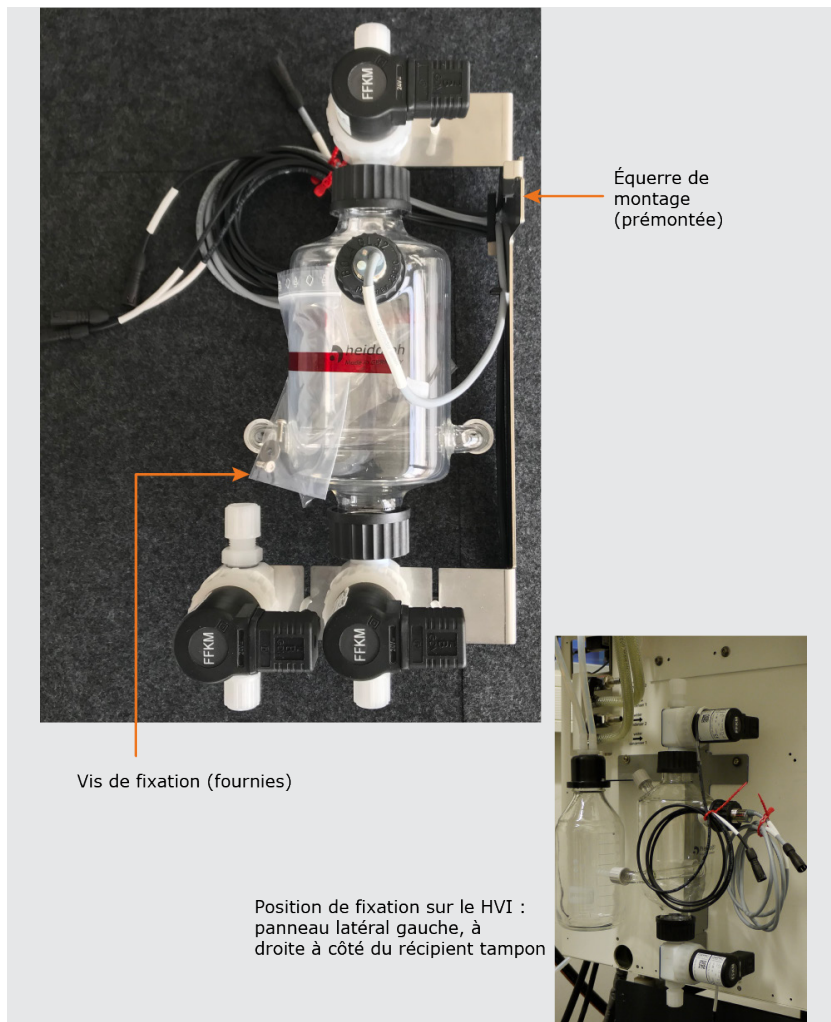 FFKM
Équerre de
montage
(prémontée)
heidolph
FFKM
FFKM
Vis de fixation (fournies)
Position de fixation sur le HVI :
panneau latéral gauche, à
droite à côté du récipient tampon